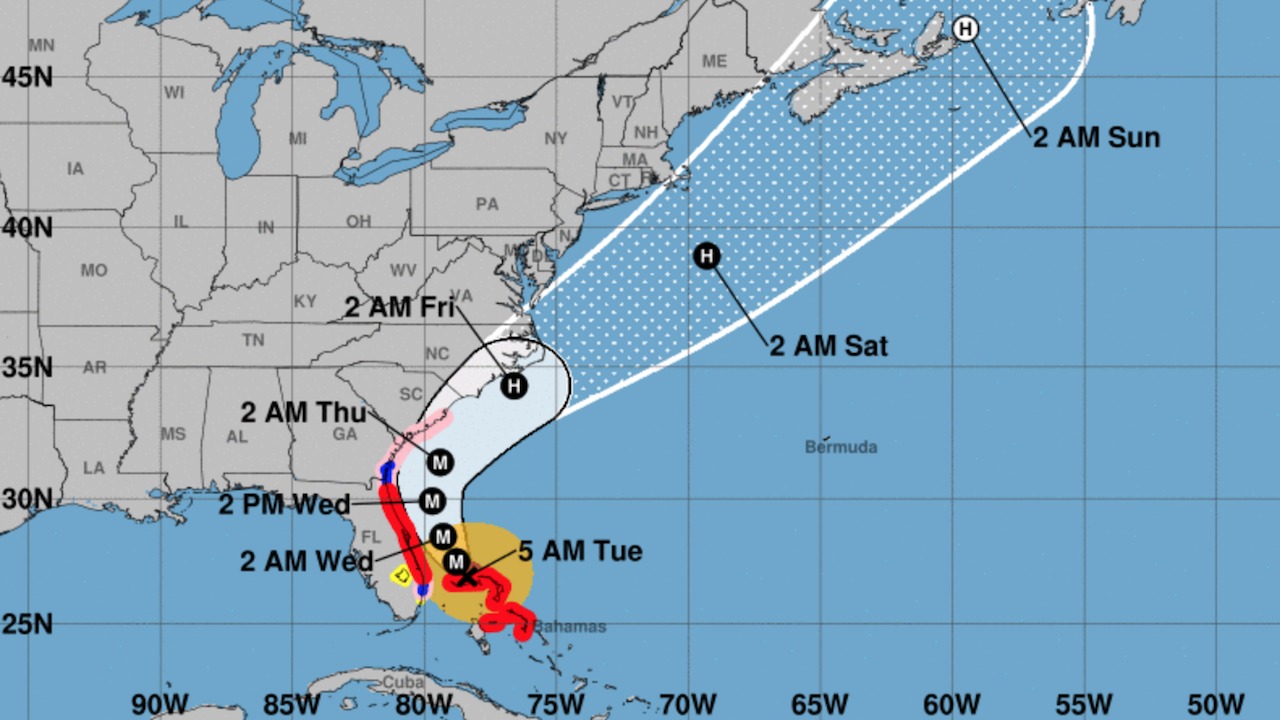 MN
ME
H
45N
WI
VT
MI
NY
NH
2 AM Sun
MA
IA
CT
PA
IL
IN
OH
40N
N
DE
H
MO
WV
KY
VA
2 AM Fri
2 AM Sat
TN
NC
35N
AR
H
SC
2 AM Thu
MS
AL
GA
Bermuda
LA
M
30N
2 PM Wed
M
FL
M
5 AM Tue
2 AM Wed
M
25N
Bahamas
Cuba
90W
85W
80W
75W
70W
65W
60W
55W
50W